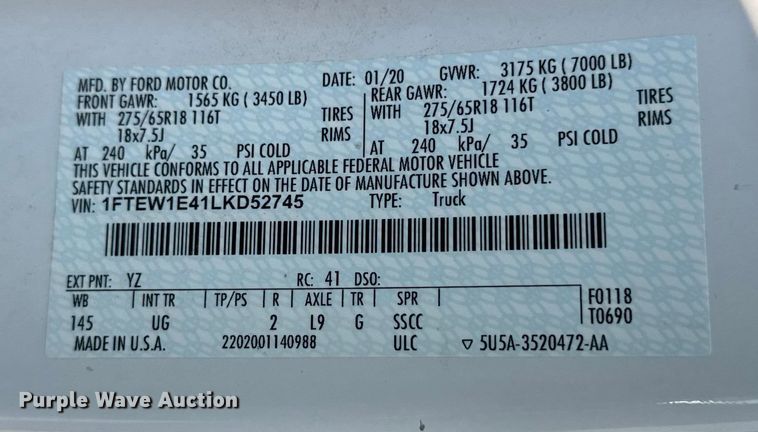 MFD. BY FORD MOTOR CO. DATE: 01/20 GVWR: 3175 KG ( 7000 LB)
FRONT GAWR: 1565 KG ( 3450 LB) REAR GAWR: 1724 KG ( 3800 LB)
WITH 275/65R18 116T TIRES WITH 275/65R18 116T TIRES
18x7.5J RIMS 18x7.5J RIMS
AT 240 kPa/ 35 PSI COLD AT 240 kPa/ 35 PSI COLD
THIS VEHICLE CONFORMS TO ALL APPLICABLE FEDERAL MOTOR VEHICLE
SAFETY STANDARDS IN EFFECT ON THE DATE OF MANUFACTURE SHOWN ABOVE.
VIN: 1FTEW1E41LKD52745 TYPE: Truck
EXT PNT: YZ RC: 41 DSO:
WB INT TR TP/PS R AXLE TR SPR F0118
145 UG 2 L9 G SSCC T0690
MADE IN U.S.A. 2202001140988 ULC ▽ 5U5A-3520472-AA
Purple Wave Auction